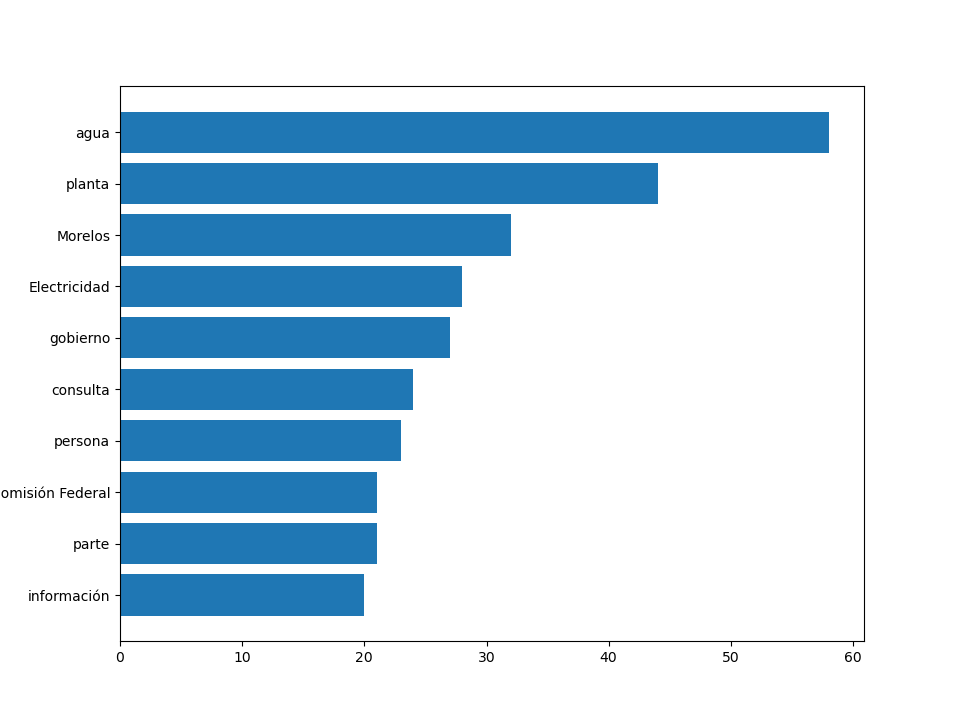 agua
planta
Morelos
Electricidad
gobierno
consulta
persona
omisión Federal
parte
información
0 10 20 30 40 50 60